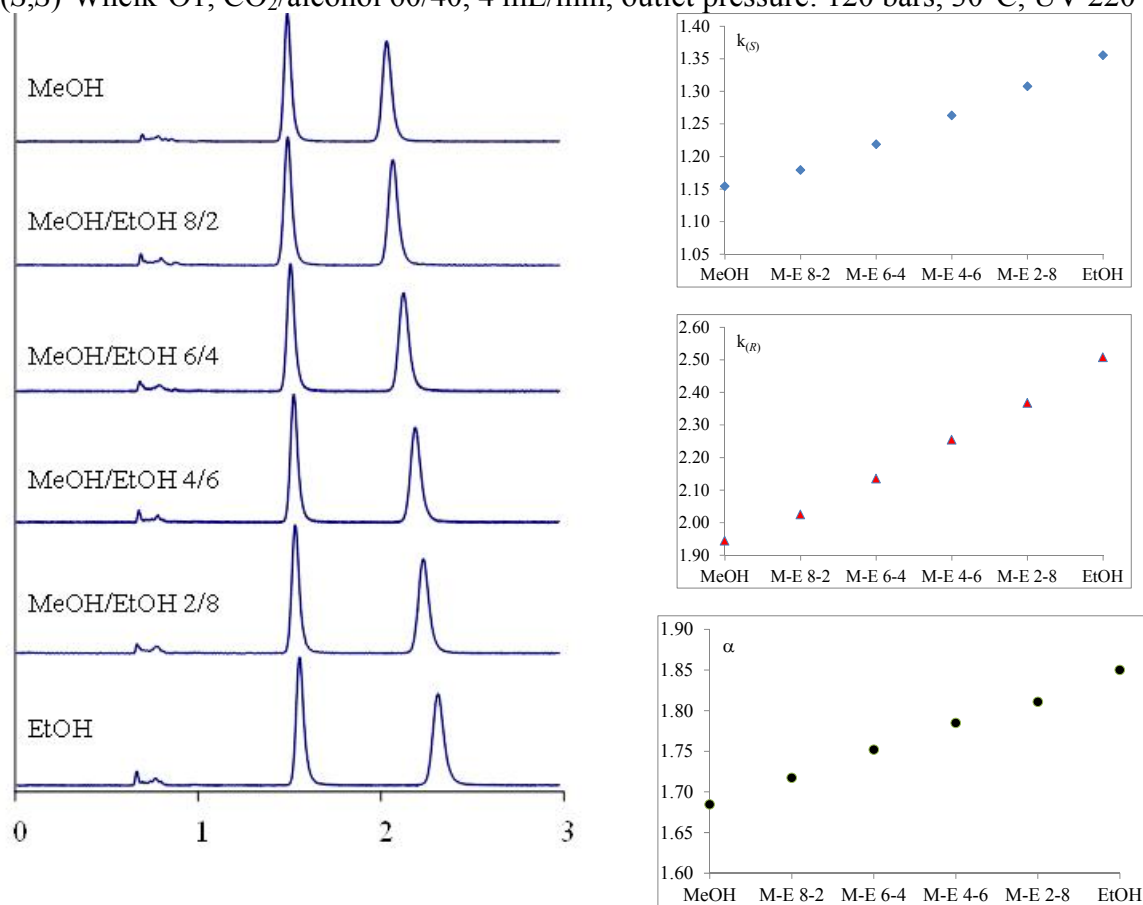 (S,S)-Whelk-O1, CO2/alcohol 60/40, 4 mL/min, outlet pressure: 120 bars, 30°C, UV 220
MeOH
MeOH/EtOH 8/2
MeOH/EtOH 6/4
MeOH/EtOH 4/6
MeOH/EtOH 2/8
EtOH
0 1 2 3
k(S)
1.40
1.35
1.30
1.25
1.20
1.15
1.10
1.05
MeOH M-E 8-2 M-E 6-4 M-E 4-6 M-E 2-8 EtOH
k(R)
2.60
2.50
2.40
2.30
2.20
2.10
2.00
1.90
MeOH M-E 8-2 M-E 6-4 M-E 4-6 M-E 2-8 EtOH
α
1.90
1.85
1.80
1.75
1.70
1.65
1.60
MeOH M-E 8-2 M-E 6-4 M-E 4-6 M-E 2-8 EtOH